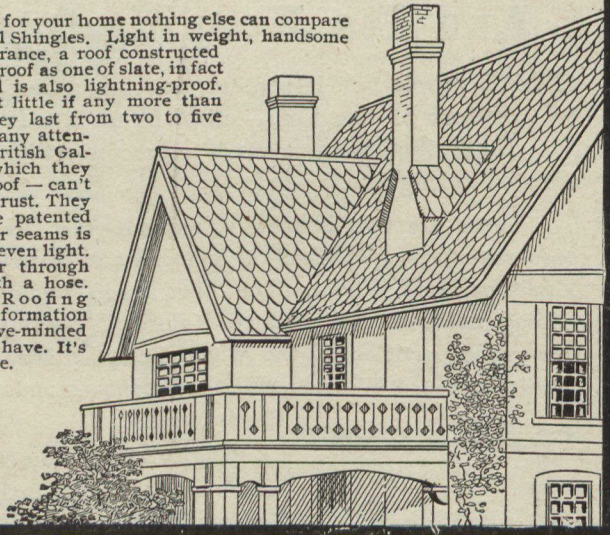 for your home nothing else can compare
l Shingles. Light in weight, handsome
rance, a roof constructed
roof as one of slate, in fact
l is also lightning-proof.
t little if any more than
ey last from two to five
any atten-
ritish Gal-
which they
oof — can't
rust. They
e patented
r seams is
even light.
r through
th a hose.
Roofing
formation
ve-minded
have. It's
e.